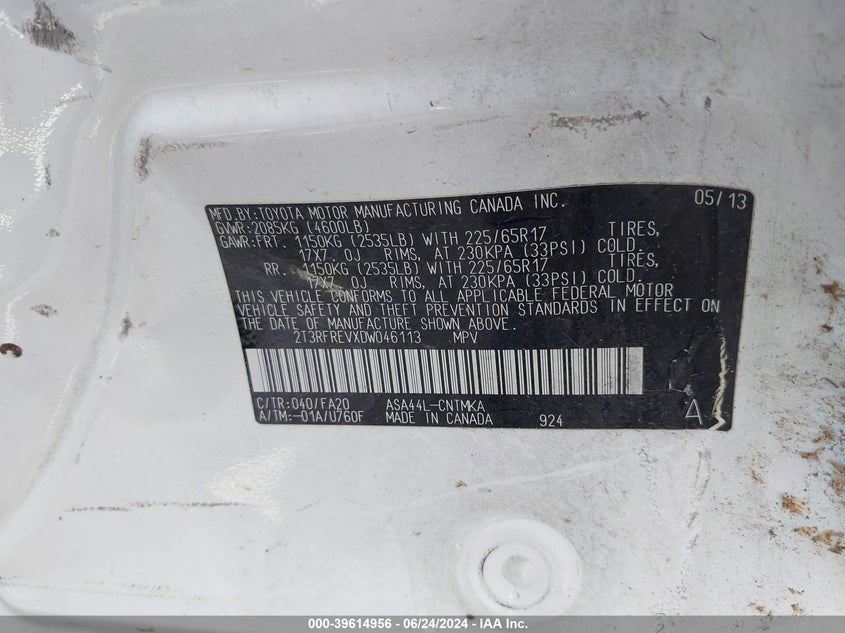 MFD.BY:TOYOTA MOTOR MANUFACTURING CANADA INC. 05/13
GVWR:2085KG (4600LB)
GAWR:FRT. 1150KG (2535LB) WITH 225/65R17 TIRES,
17X7.0J RIMS, AT 230KPA (33PSI) COLD.
RR. 1150KG (2535LB) WITH 225/65R17 TIRES,
17X7.0J RIMS, AT 230KPA (33PSI) COLD.
THIS VEHICLE CONFORMS TO ALL APPLICABLE FEDERAL MOTOR
VEHICLE SAFETY AND THEFT PREVENTION STANDARDS IN EFFECT ON
THE DATE OF MANUFACTURE SHOWN ABOVE.
2T3RFREVXDW046113 MPV
C/TR:040/FA20 ASA44L-CNTMKA
A/TM:-01A/U760F MADE IN CANADA 924 A
000-39614956 - 06/24/2024 - IAA Inc.